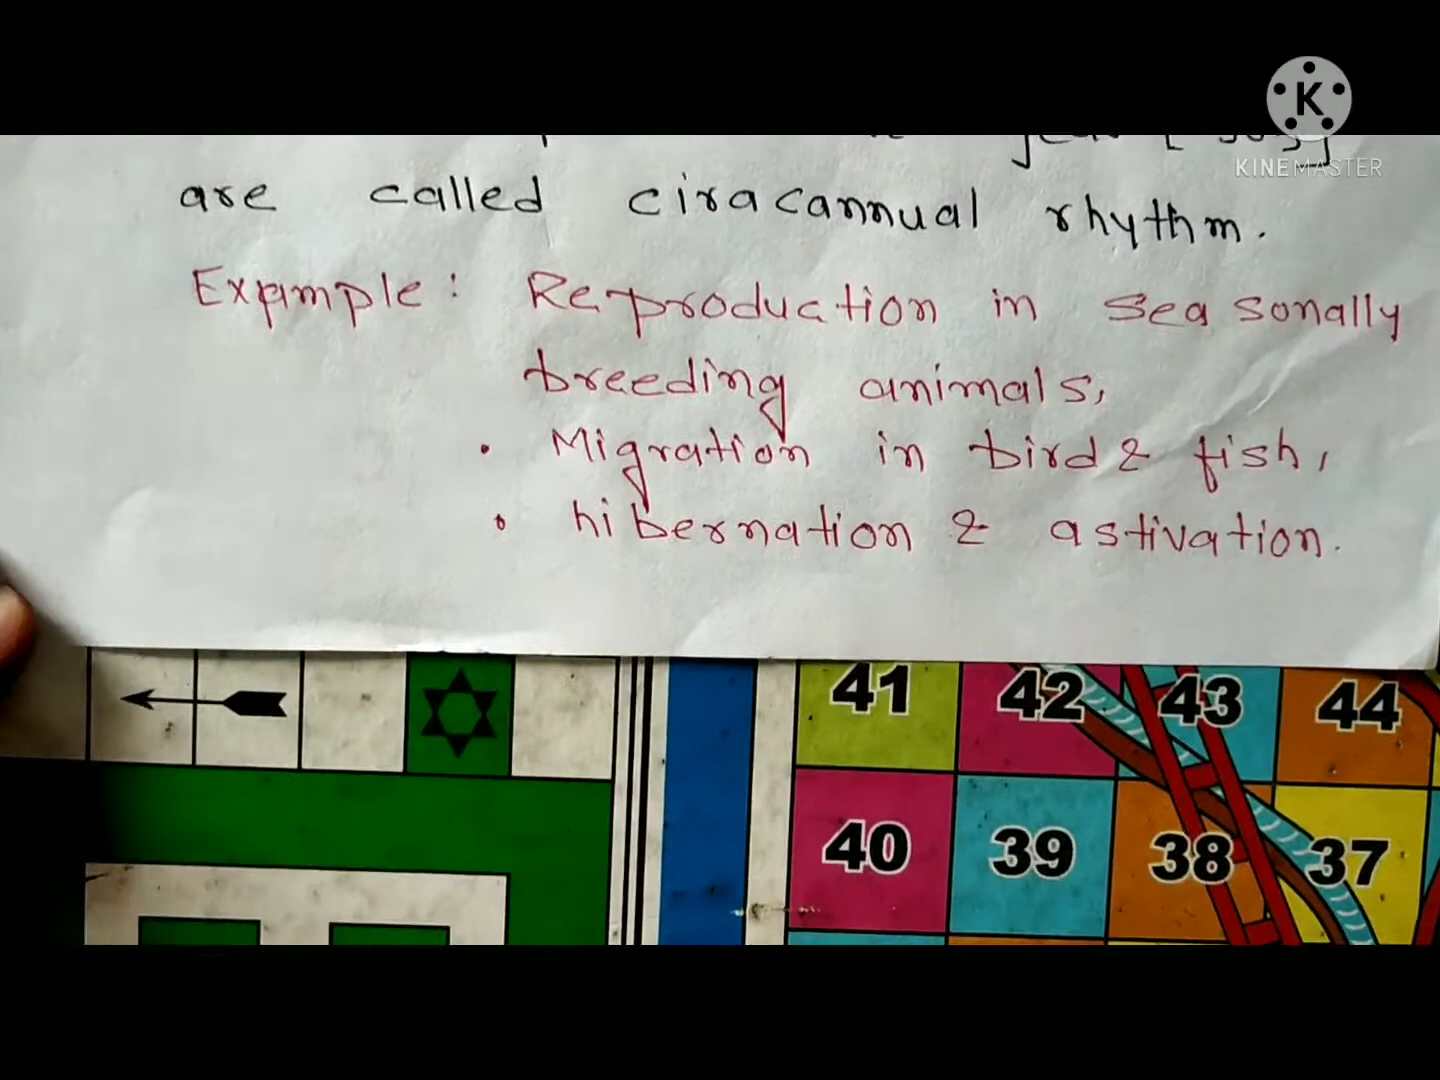 K
KINEMASTER
are called ciracannual rhythm.
Example: Reproduction in seasonally
breeding animals,
• Migration in bird & fish,
• hibernation & astivation.
41 42 43 44
40 39 38 37